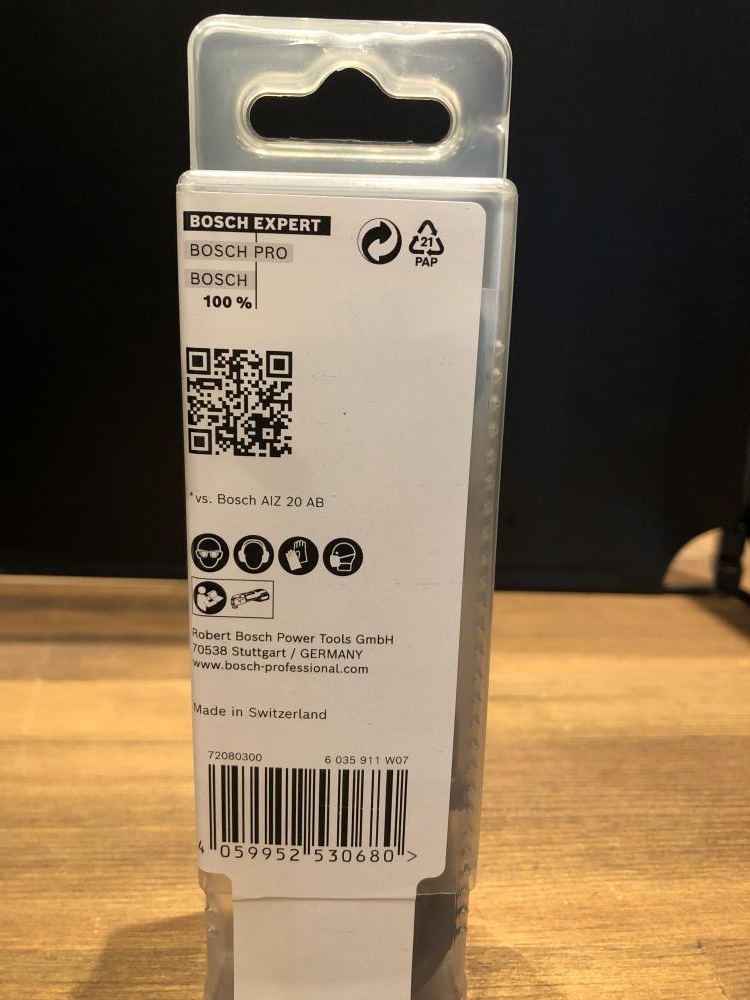 BOSCH EXPERT
BOSCH PRO
BOSCH
100 %
21
PAP
*vs. Bosch AIZ 20 AB
Robert Bosch Power Tools GmbH
70538 Stuttgart / GERMANY
www.bosch-professional.com
Made in Switzerland
72080300 6 035 911 W07
4 059952 530680 >